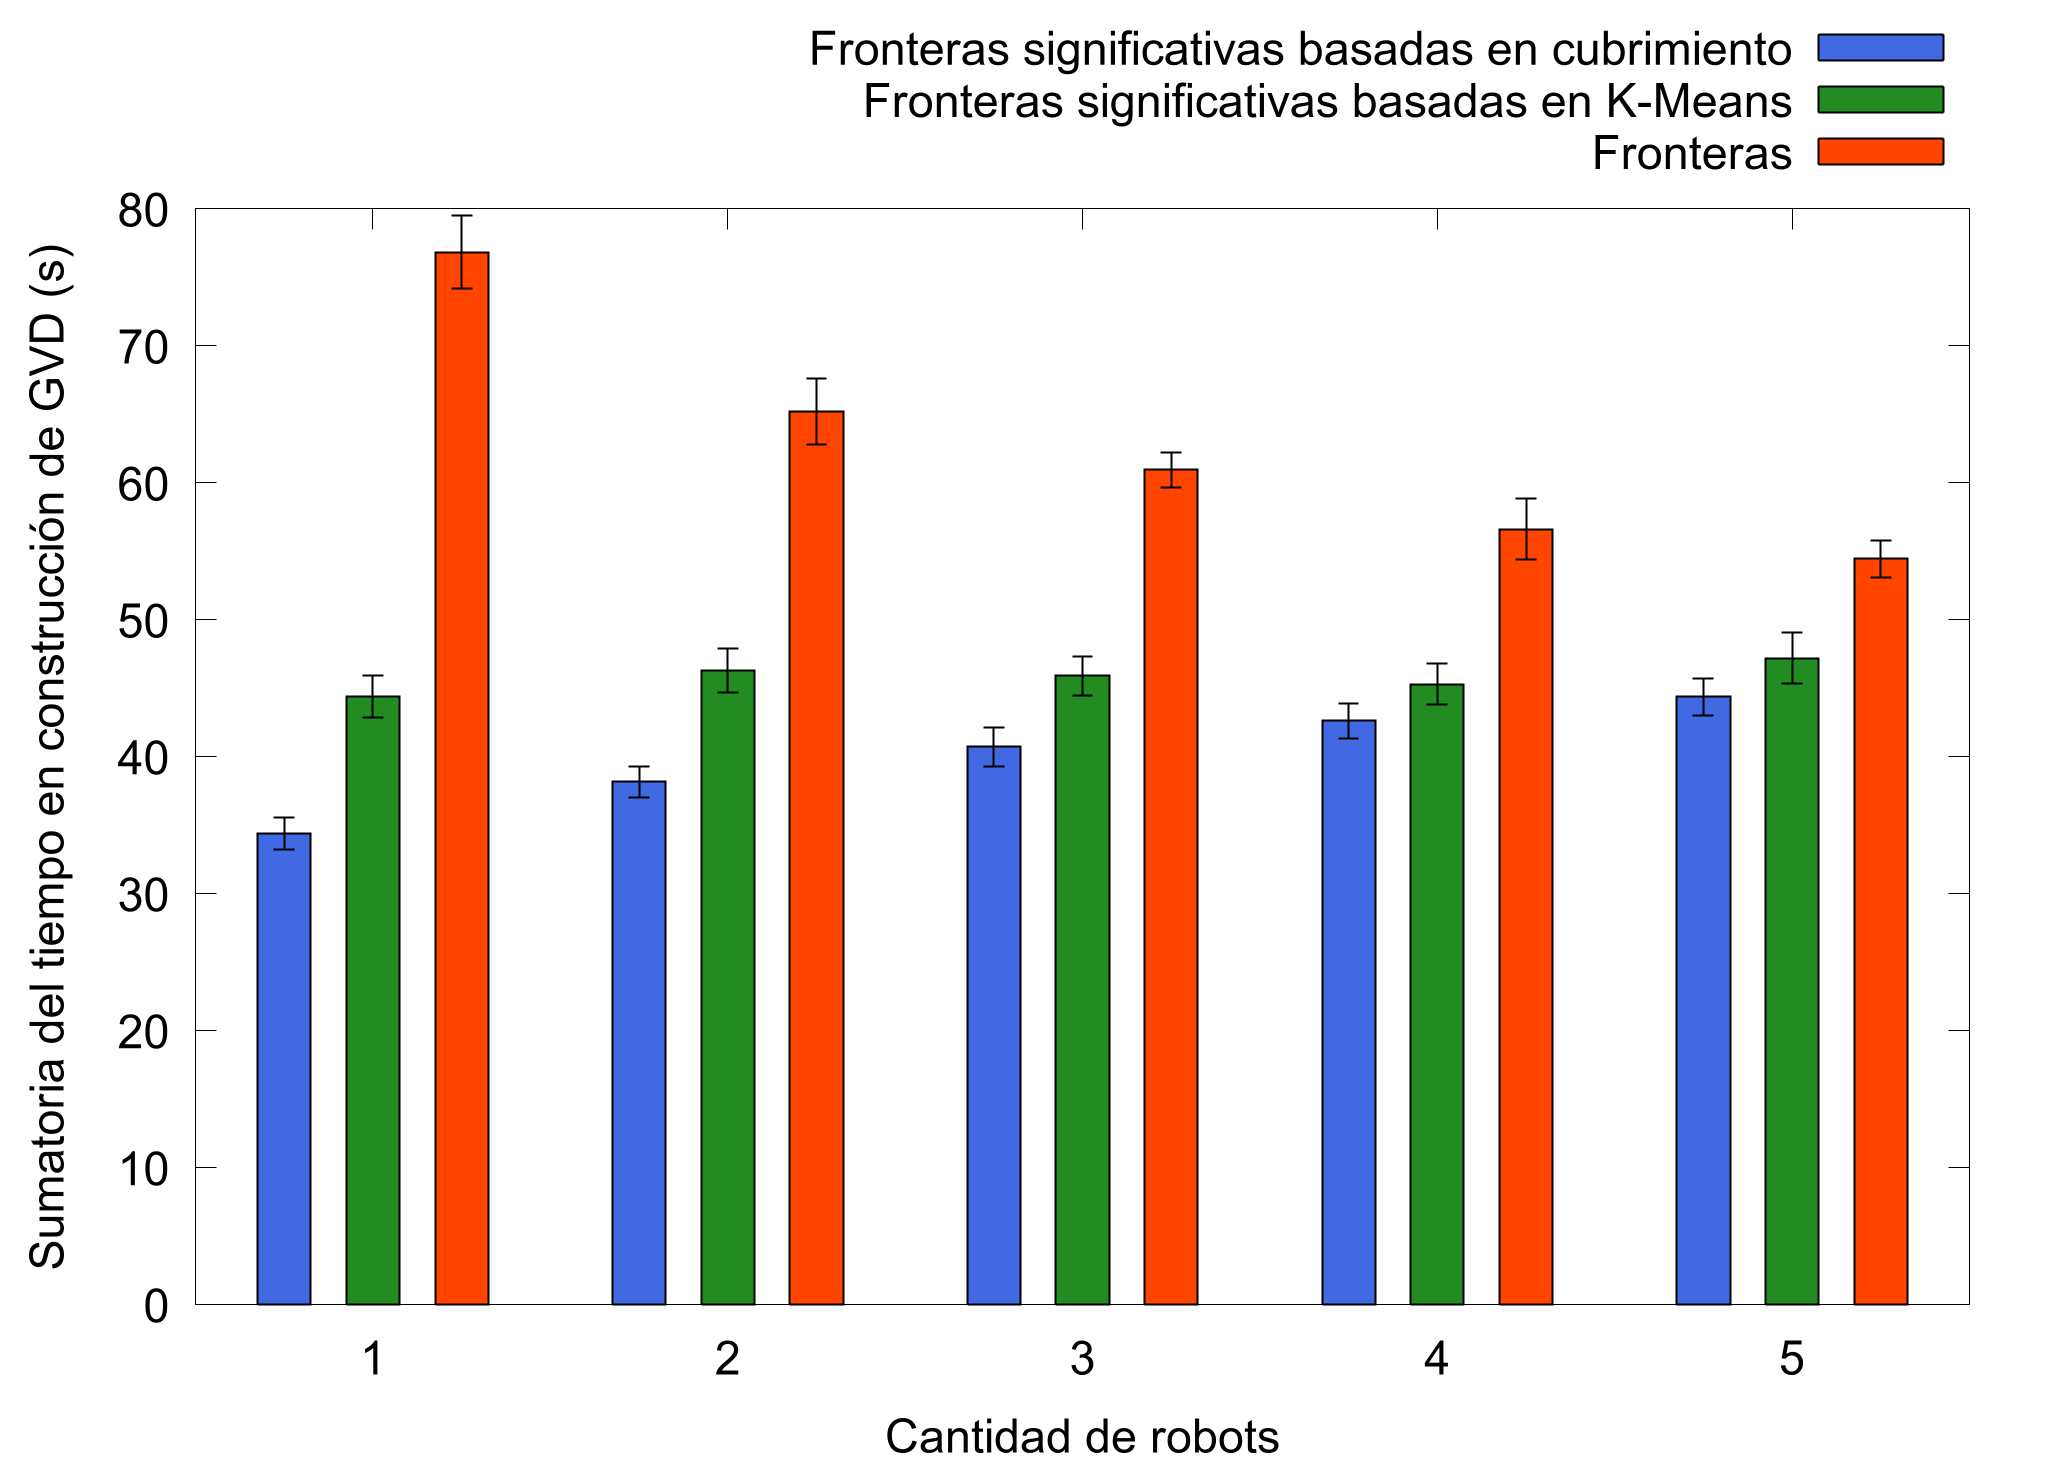 Fronteras significativas basadas en cubrimiento
Fronteras significativas basadas en K-Means
Fronteras
Sumatoria del tiempo en construcción de GVD (s)
80
70
60
50
40
30
20
10
0
1 2 3 4 5
Cantidad de robots